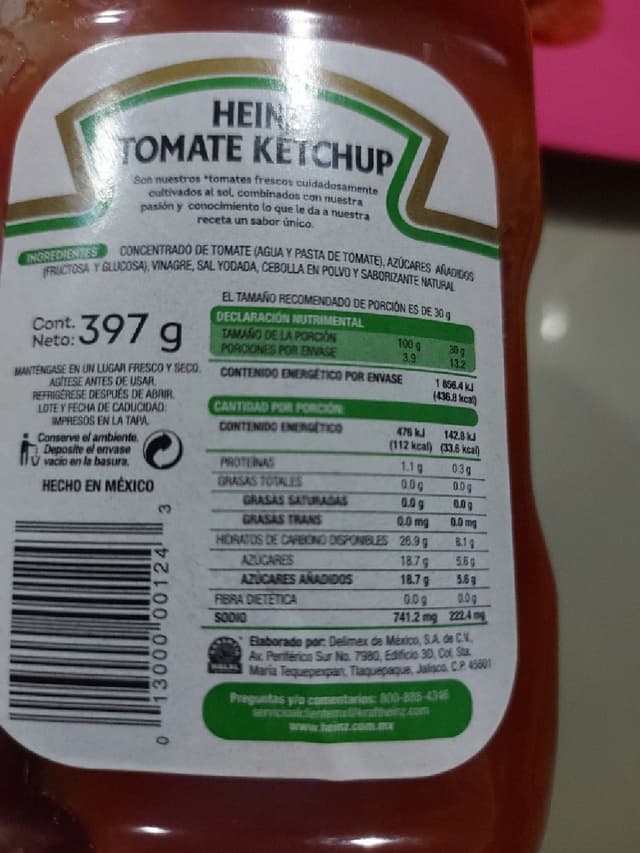 HEIN
TOMATE KETCHUP
Son nuestros *tomates frescos cuidadosamente
cultivados al sol, combinados con nuestra
pasión y conocimiento lo que le da a nuestra
receta un sabor único.
INGREDIENTES CONCENTRADO DE TOMATE (AGUA Y PASTA DE TOMATE), AZÚCARES AÑADIDOS
(FRUCTOSA Y GLUCOSA), VINAGRE, SAL YODADA, CEBOLLA EN POLVO Y SABORIZANTE NATURAL
Cont.
Neto: 397 g
MANTÉNGASE EN UN LUGAR FRESCO Y SECO.
AGÍTESE ANTES DE USAR.
REFRIGÉRESE DESPUÉS DE ABRIR.
LOTE Y FECHA DE CADUCIDAD:
IMPRESOS EN LA TAPA.
Conserve el ambiente.
Deposite el envase
vacío en la basura.
HECHO EN MÉXICO
0 13000 00124 3
EL TAMAÑO RECOMENDADO DE PORCIÓN ES DE 30 g
DECLARACIÓN NUTRIMENTAL
TAMAÑO DE LA PORCIÓN 100 g 30 g
PORCIONES POR ENVASE 3.9 13.2
CONTENIDO ENERGÉTICO POR ENVASE 1 856.4 kJ
(436.8 kcal)
CANTIDAD POR PORCIÓN
CONTENIDO ENERGÉTICO 476 kJ 142.8 kJ
(112 kcal) (33.6 kcal)
PROTEÍNAS 1.1 g 0.3 g
GRASAS TOTALES 0.0 g 0.0 g
GRASAS SATURADAS 0.0 g 0.0 g
GRASAS TRANS 0.0 mg 0.0 mg
HIDRATOS DE CARBONO DISPONIBLES 26.9 g 8.1 g
AZÚCARES 18.7 g 5.6 g
AZÚCARES AÑADIDOS 18.7 g 5.6 g
FIBRA DIETÉTICA 0.0 g 0.0 g
SODIO 741.2 mg 222.4 mg
HALAL
Elaborado por: Delimex de México, S.A. de C.V.
Av. Periférico Sur No. 7980, Edificio 3D, Col. Sta.
María Tequepexpan, Tlaquepaque, Jalisco. C.P. 45601
Preguntas y/o comentarios: 800-888-4346
www.heinz.com.mx